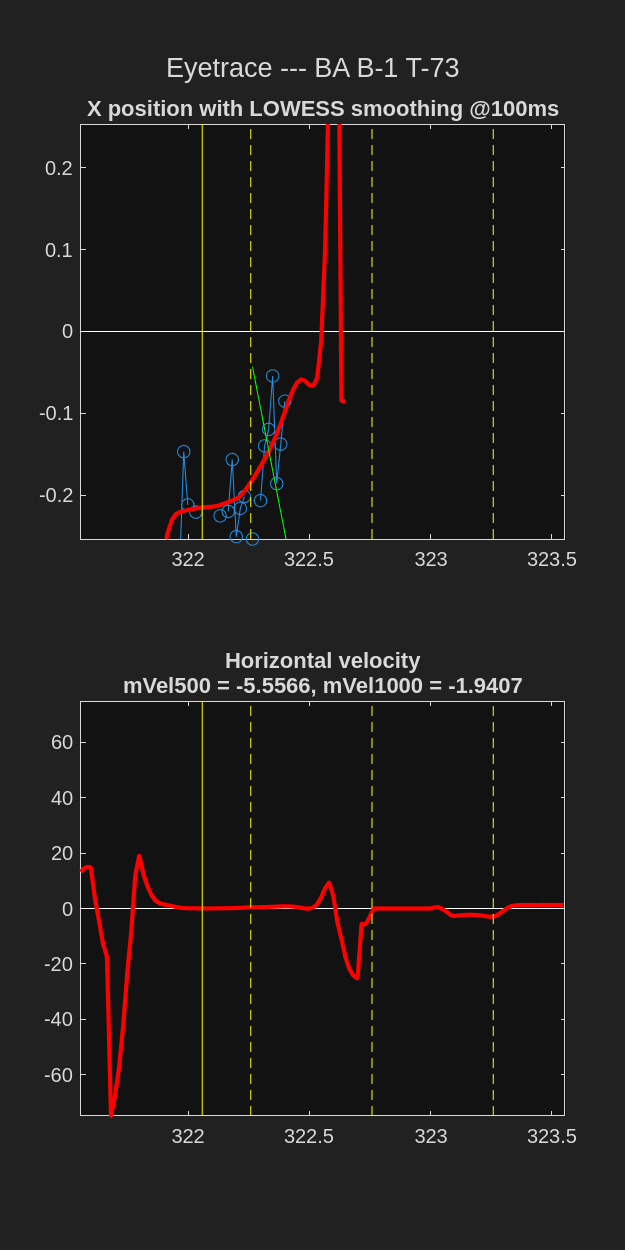 Eyetrace --- BA B-1 T-73
X position with LOWESS smoothing @100ms
0.2
0.1
0
-0.1
-0.2
322 322.5 323 323.5
Horizontal velocity
mVel500 = -5.5566, mVel1000 = -1.9407
60
40
20
0
-20
-40
-60
322 322.5 323 323.5